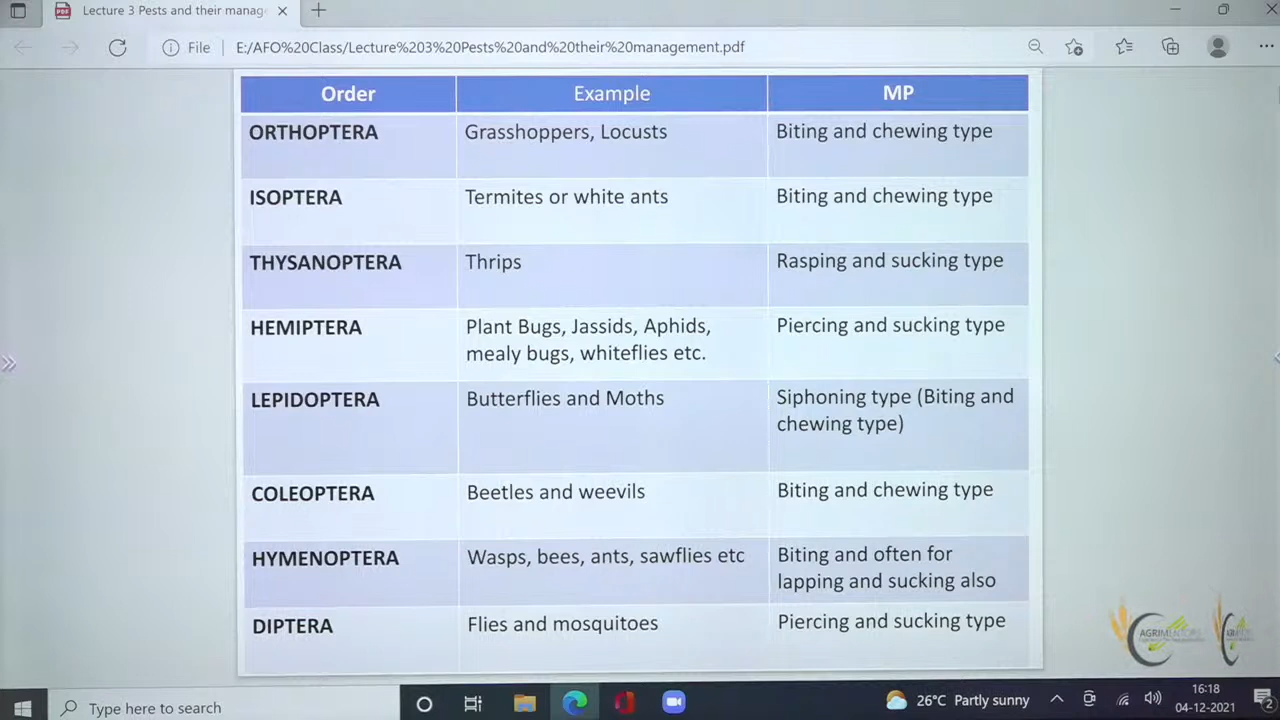 Lecture 3 Pests and their manag
File
E:/AFO%20Class/Lecture%203%20Pests%20and%20their%20management.pdf
Order Example MP
ORTHOPTERA Grasshoppers, Locusts Biting and chewing type
ISOPTERA Termites or white ants Biting and chewing type
THYSANOPTERA Thrips Rasping and sucking type
HEMIPTERA Plant Bugs, Jassids, Aphids, Piercing and sucking type
mealy bugs, whiteflies etc.
LEPIDOPTERA Butterflies and Moths Siphoning type (Biting and
chewing type)
COLEOPTERA Beetles and weevils Biting and chewing type
HYMENOPTERA Wasps, bees, ants, sawflies etc Biting and often for
lapping and sucking also
DIPTERA Flies and mosquitoes Piercing and sucking type
Type here to search
26°C Partly sunny
16:18
04-12-2021
2